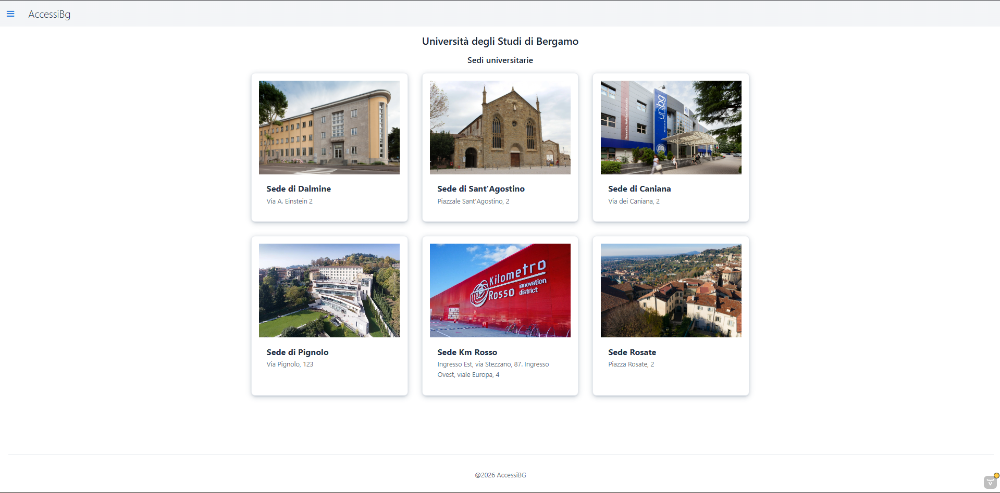 AccessiBg
Università degli Studi di Bergamo
Sedi universitarie
unibg
Sede di Dalmine
Via A. Einstein 2
Sede di Sant'Agostino
Piazzale Sant'Agostino, 2
Sede di Caniana
Via dei Caniana, 2
Kilometro
Rosso innovation
district
Sede di Pignolo
Via Pignolo, 123
Sede Km Rosso
Ingresso Est, via Stezzano, 87. Ingresso
Ovest, viale Europa, 4
Sede Rosate
Piazza Rosate, 2
@2026 AccessiBG